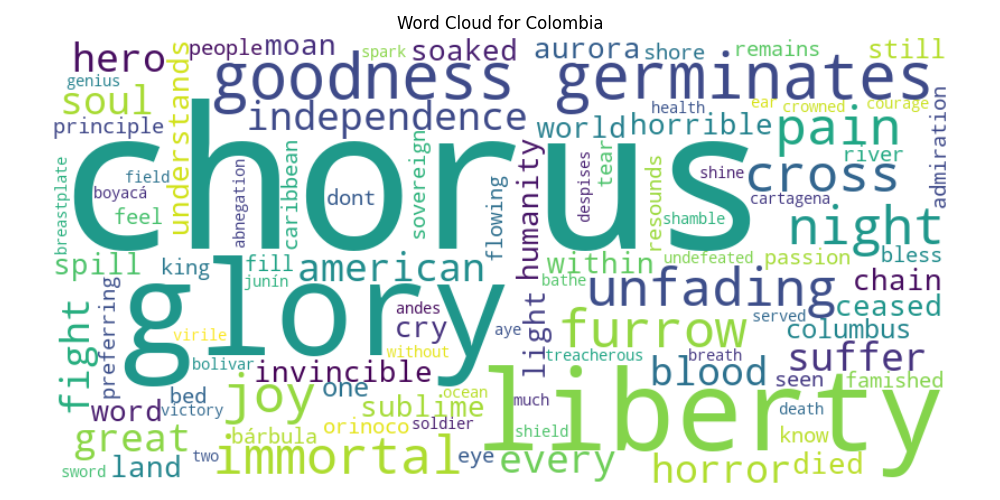 Word Cloud for Colombia
hero people moan spark soaked aurora shore remains still
genius understands goodness germinates
soul independence health ear crowned courage
principle world horrible pain river admiration
chorus
breastplate field boyacá abnegation caribbean dont sovereign humanity despises tear resounds shine cross cartagena
feel flowing shamble night
spill king fill american within undefeated passion bless
junín bathe unfading chain
glory
fight preferring andes light served ceased
virile cry aye furrow columbus
bolivar without treacherous breath suffer
invincible blood seen famished
bed joy one ocean much liberty
word victory sublime death
great bárbula orinoco soldier shield know
sword land two immortal eye every horror died